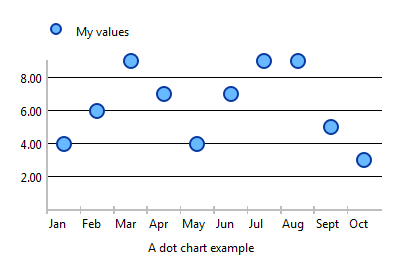 My values
8.00
6.00
4.00
2.00
Jan Feb Mar Apr May Jun Jul Aug Sept Oct
A dot chart example